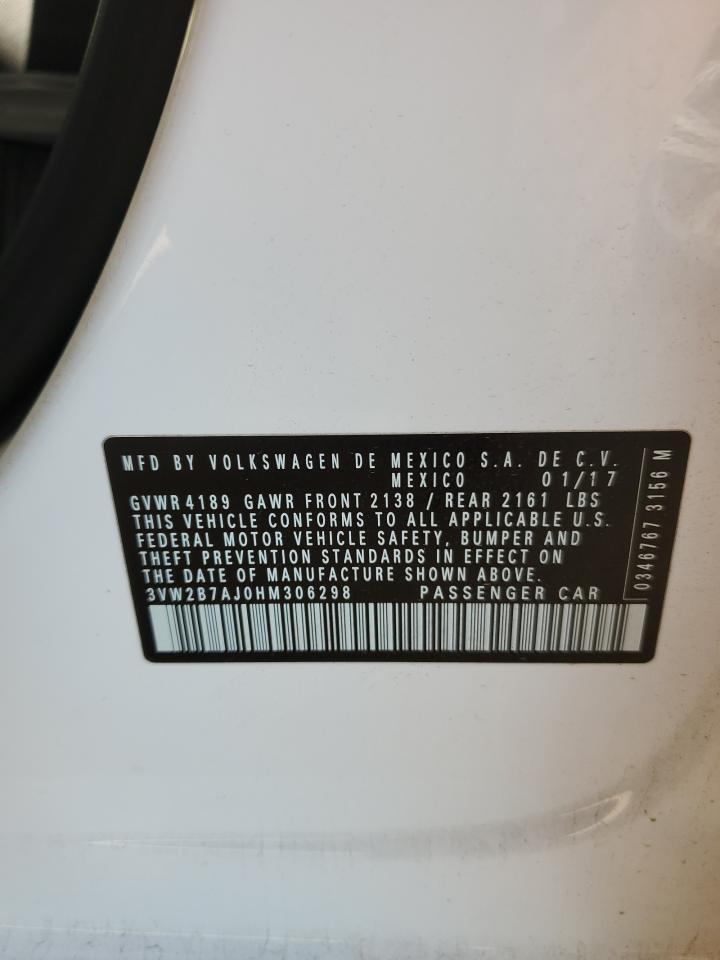 MFD BY VOLKSWAGEN DE MEXICO S.A. DE C.V.
MEXICO 01/17
GVWR 4189 GAWR FRONT 2138 / REAR 2161 LBS
THIS VEHICLE CONFORMS TO ALL APPLICABLE U.S.
FEDERAL MOTOR VEHICLE SAFETY, BUMPER AND
THEFT PREVENTION STANDARDS IN EFFECT ON
THE DATE OF MANUFACTURE SHOWN ABOVE.
3VW2B7AJ0HM306298 PASSENGER CAR
0346767 3156 M